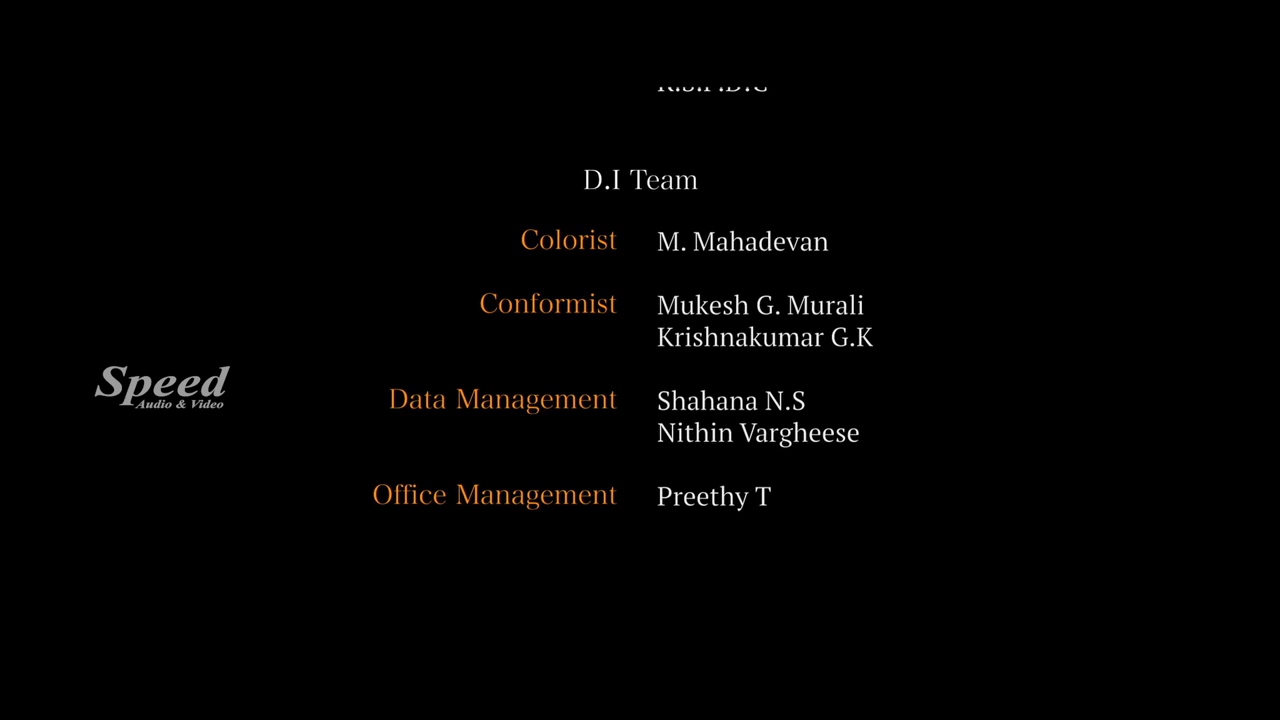 D.I Team
Colorist M. Mahadevan
Conformist Mukesh G. Murali
Krishnakumar G.K
Data Management Shahana N.S
Nithin Vargheese
Office Management Preethy T
Speed
Audio & Video